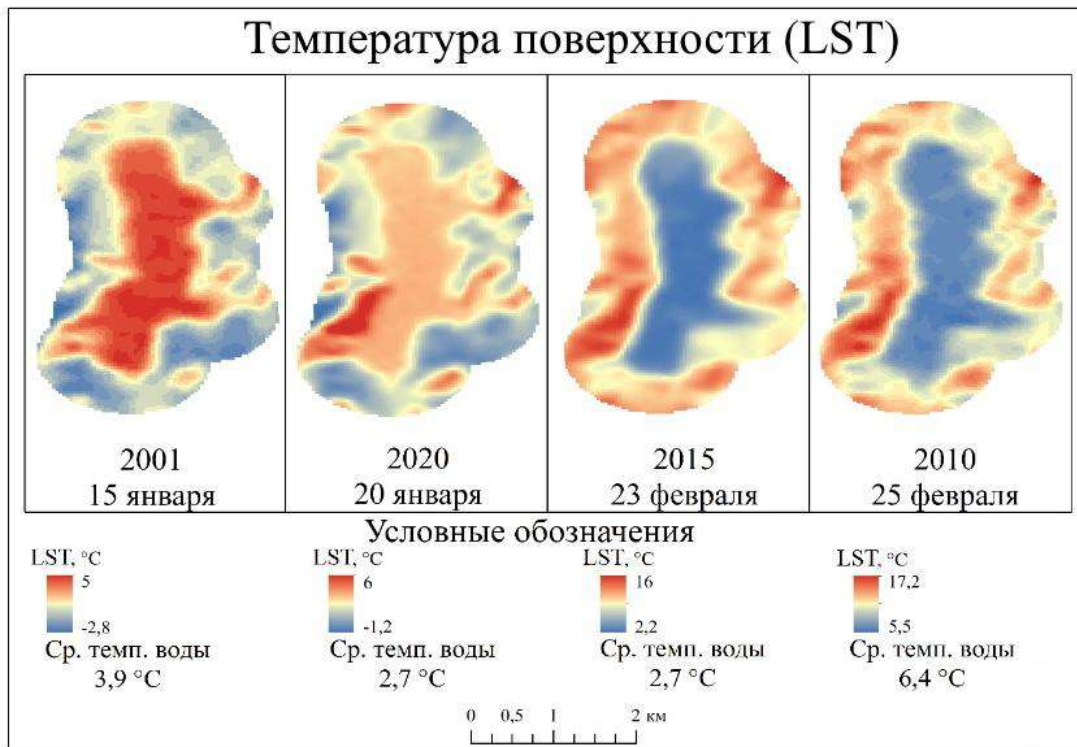 Температура поверхности (LST)
2001
15 января
2020
20 января
2015
23 февраля
2010
25 февраля
Условные обозначения
LST, °C
5
-2,8
Ср. темп. воды
3,9 °C
LST, °C
6
-1,2
Ср. темп. воды
2,7 °C
LST, °C
16
2,2
Ср. темп. воды
2,7 °C
LST, °C
17,2
5,5
Ср. темп. воды
6,4 °C
0 0,5 1 2 км